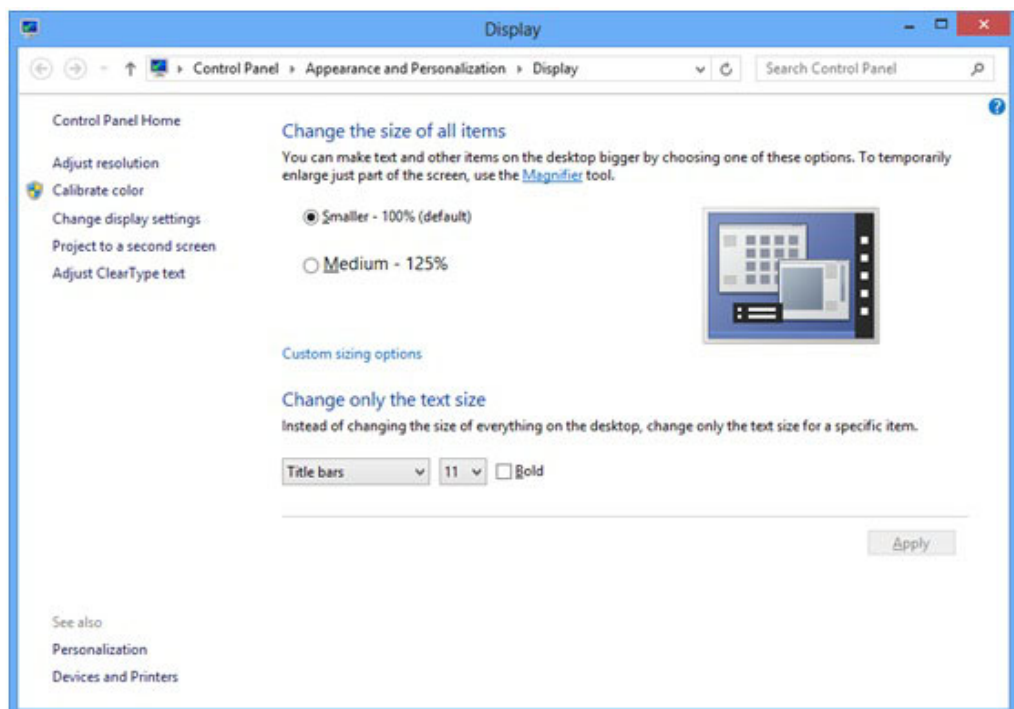 Display
Control Panel Appearance and Personalization Display
Search Control Panel
Control Panel Home
Adjust resolution
Calibrate color
Change display settings
Project to a second screen
Adjust ClearType text
See also
Personalization
Devices and Printers
Change the size of all items
You can make text and other items on the desktop bigger by choosing one of these options. To temporarily
enlarge just part of the screen, use the Magnifier tool.
Smaller - 100% (default)
Medium - 125%
Custom sizing options
Change only the text size
Instead of changing the size of everything on the desktop, change only the text size for a specific item.
Title bars 11 Bold
Apply